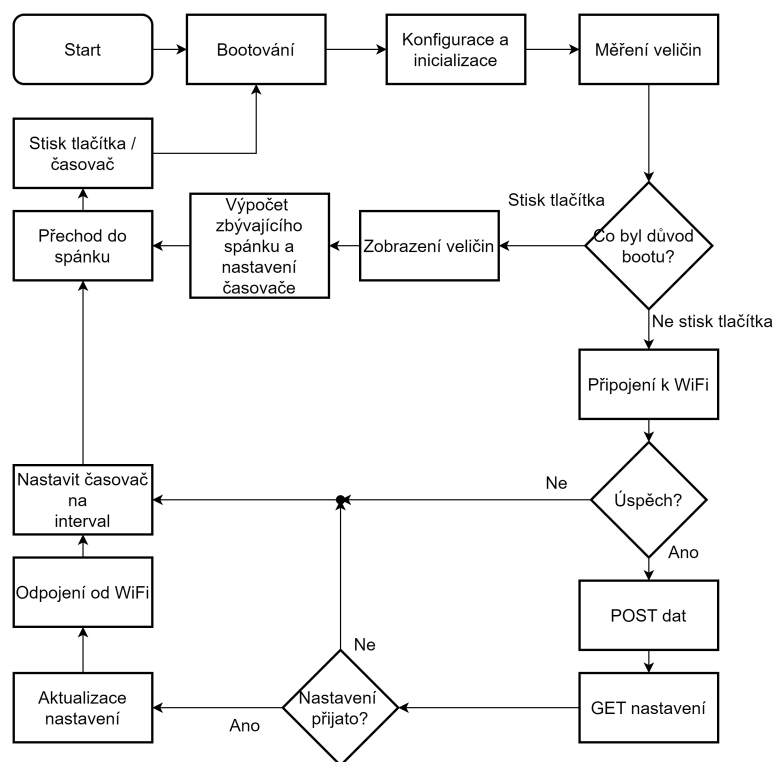 Start
Bootování
Konfigurace a
inicializace
Měření veličin
Stisk tlačítka /
časovač
Stisk tlačítka
Přechod do
spánku
Výpočet
zbývajícího
spánku a
nastavení
časovače
Zobrazení veličin
Co byl důvod
bootu?
Ne stisk tlačítka
Připojení k WiFi
Nastavit časovač
na
interval
Ne
Úspěch?
Ano
Odpojení od WiFi
POST dat
Ne
Aktualizace
nastavení
Ano
Nastavení
přijato?
GET nastavení